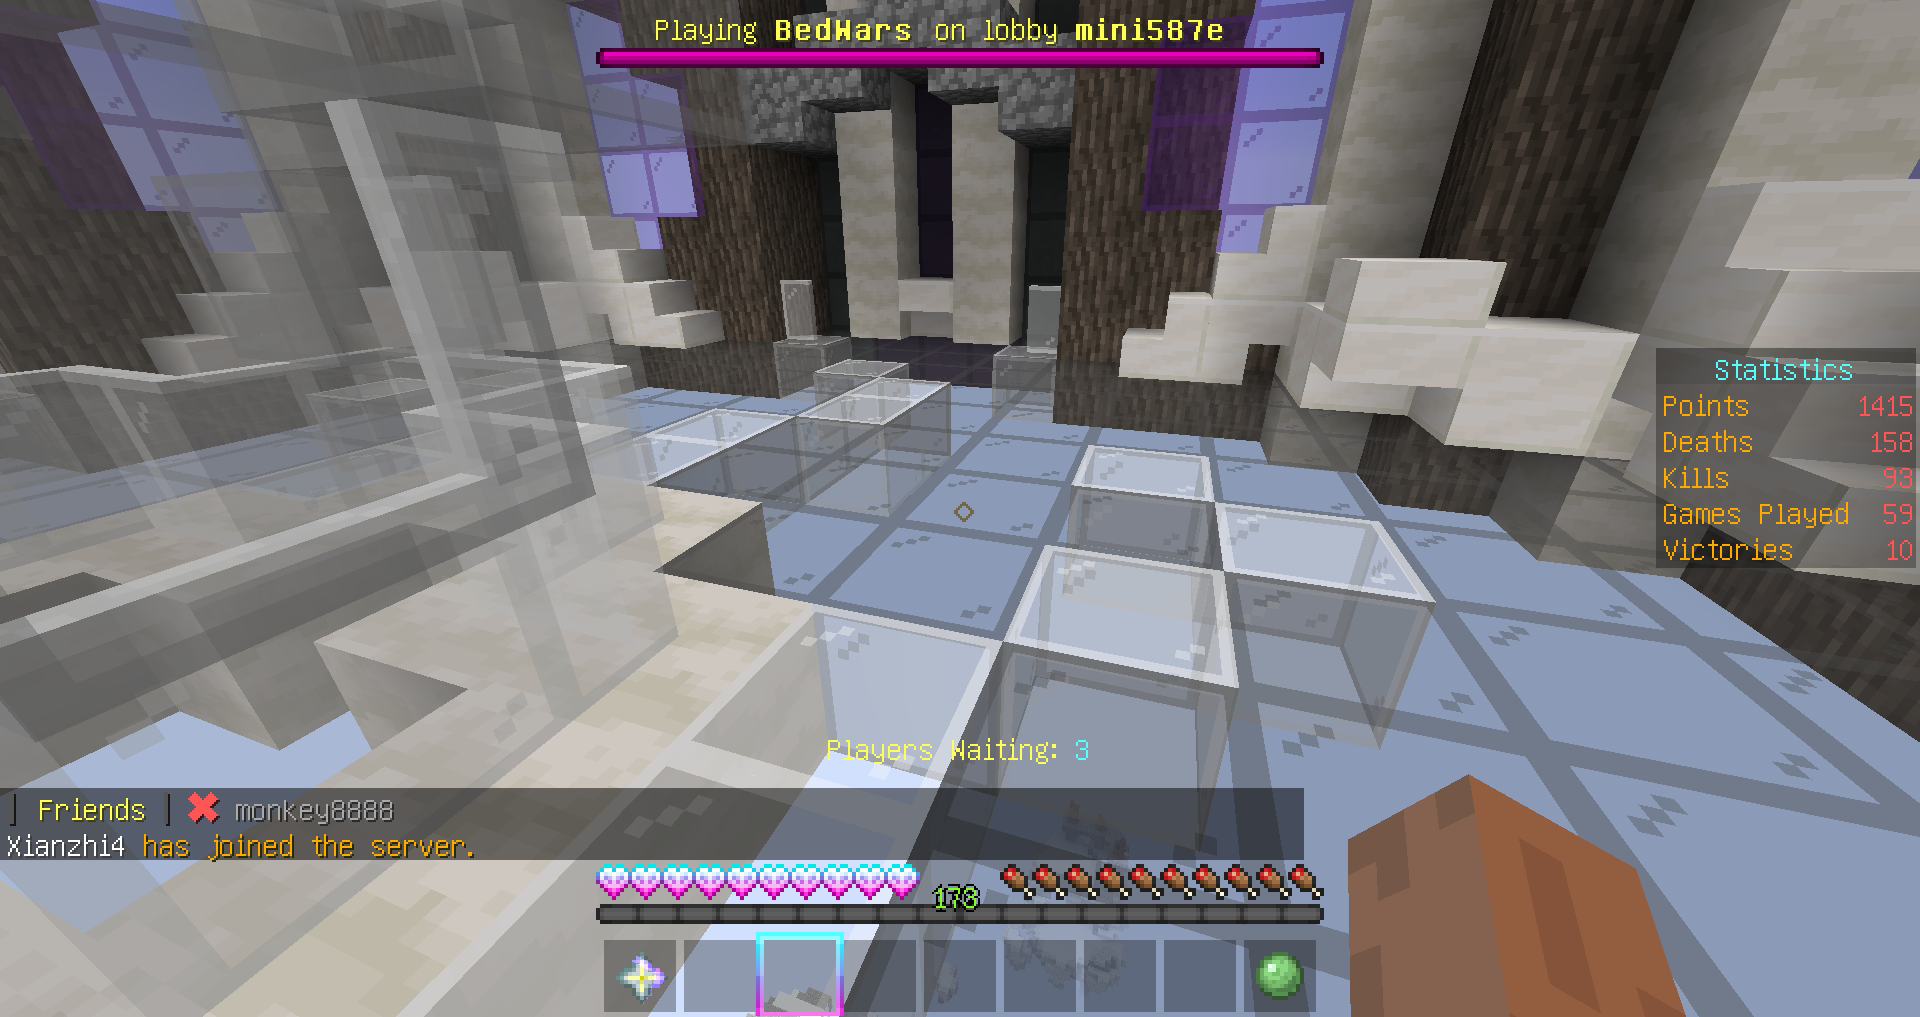 Playing BedWars on lobby mini587e
Statistics
Points 1415
Deaths 158
Kills 93
Games Played 59
Victories 10
Players Waiting: 3
] Friends | ✖ monkey8888
Xianzhi4 has joined the server.